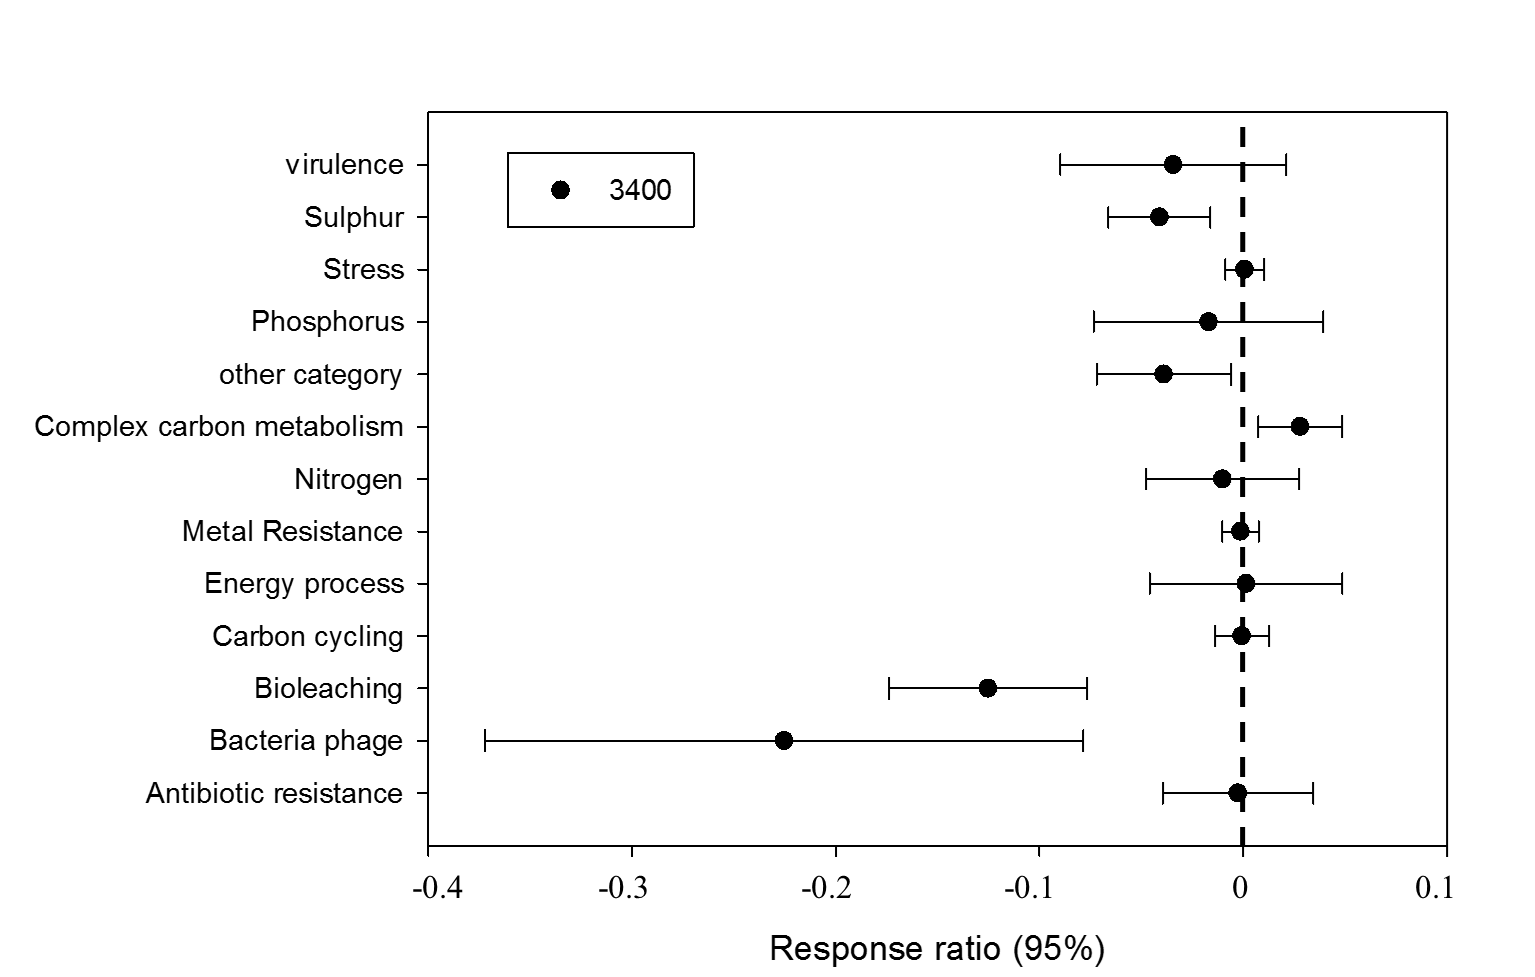 virulence
3400
Sulphur
Stress
Phosphorus
other category
Complex carbon metabolism
Nitrogen
Metal Resistance
Energy process
Carbon cycling
Bioleaching
Bacteria phage
Antibiotic resistance
-0.4 -0.3 -0.2 -0.1 0 0.1
Response ratio (95%)